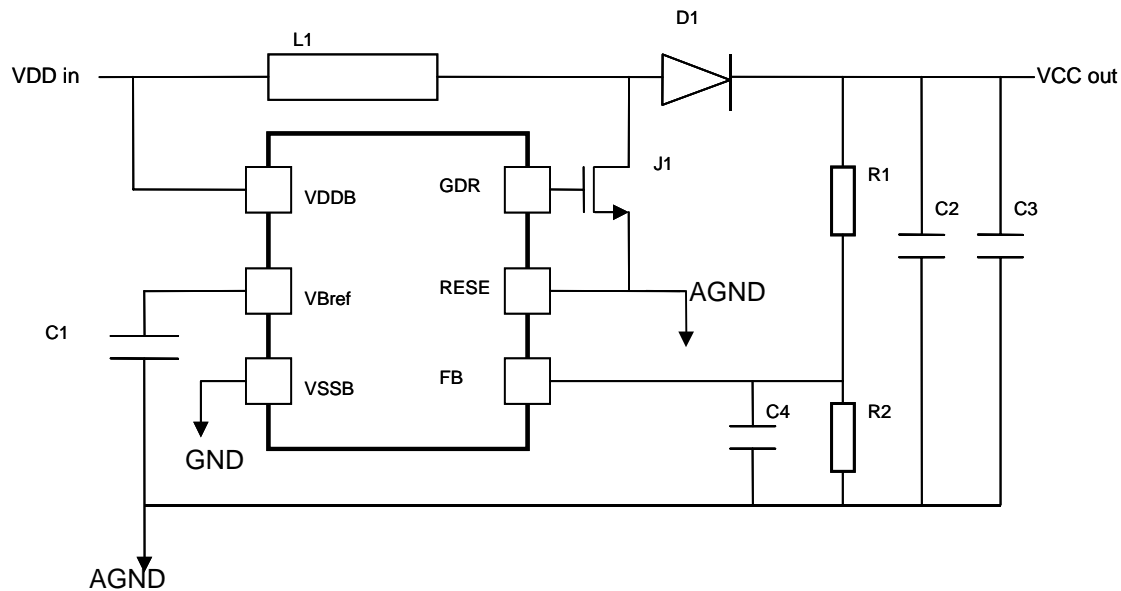 D1
L1
VDD in
VCC out
J1
R1
GDR
VDDB
C2
C3
RESE
AGND
VBref
C1
FB
VSSB
C4
R2
GND
AGND